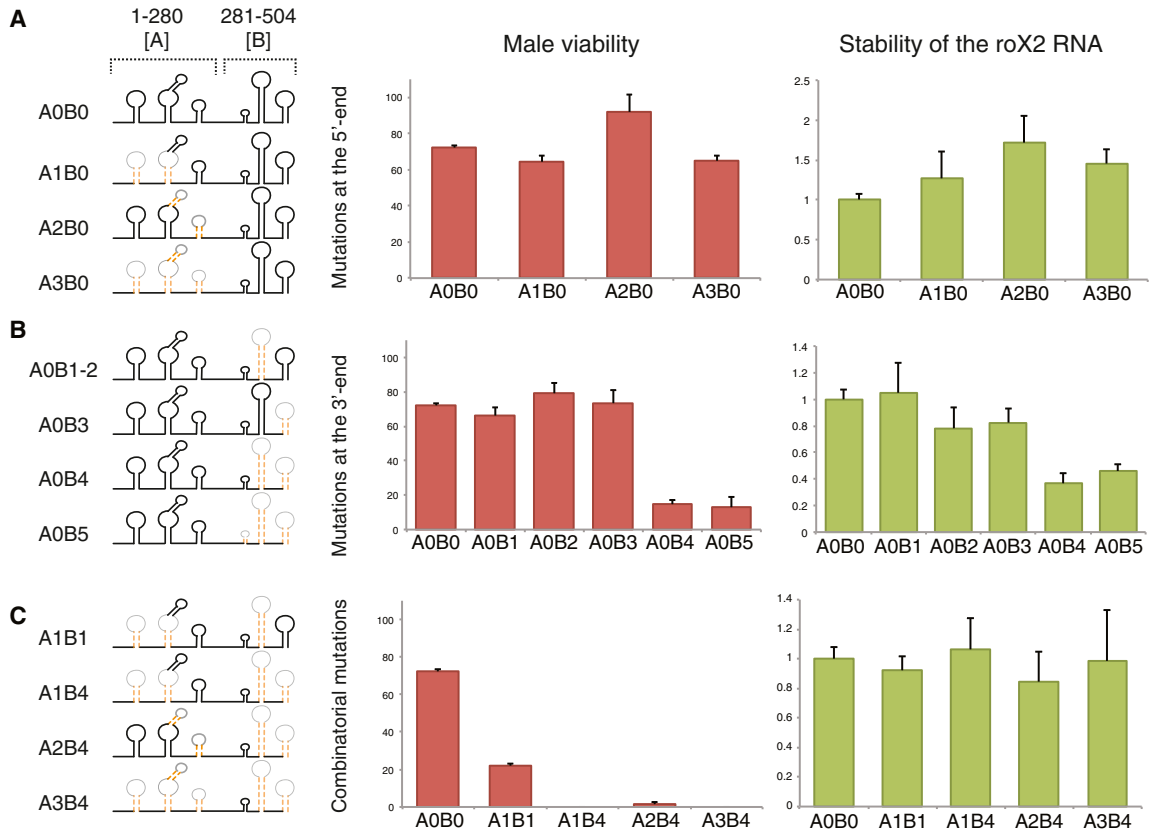 A
1-280
[A]
281-504
[B]
Male viability
Stability of the roX2 RNA
A0B0
A1B0
A2B0
A3B0
Mutations at the 5'-end
100
80
60
40
20
0
A0B0 A1B0 A2B0 A3B0
2.5
2
1.5
1
0.5
0
A0B0 A1B0 A2B0 A3B0
B
A0B1-2
A0B3
A0B4
A0B5
Mutations at the 3'-end
100
80
60
40
20
0
A0B0 A0B1 A0B2 A0B3 A0B4 A0B5
1.4
1.2
1
0.8
0.6
0.4
0.2
0
A0B0 A0B1 A0B2 A0B3 A0B4 A0B5
C
A1B1
A1B4
A2B4
A3B4
Combinatorial mutations
100
80
60
40
20
0
A0B0 A1B1 A1B4 A2B4 A3B4
1.4
1.2
1
0.8
0.6
0.4
0.2
0
A0B0 A1B1 A1B4 A2B4 A3B4